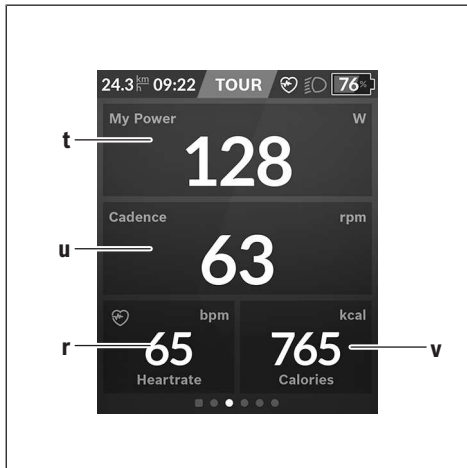 24.3 km/h 09:22 TOUR 76%
My Power W
t
128
Cadence rpm
u
63
bpm kcal
r 65 765 v
Heartrate Calories